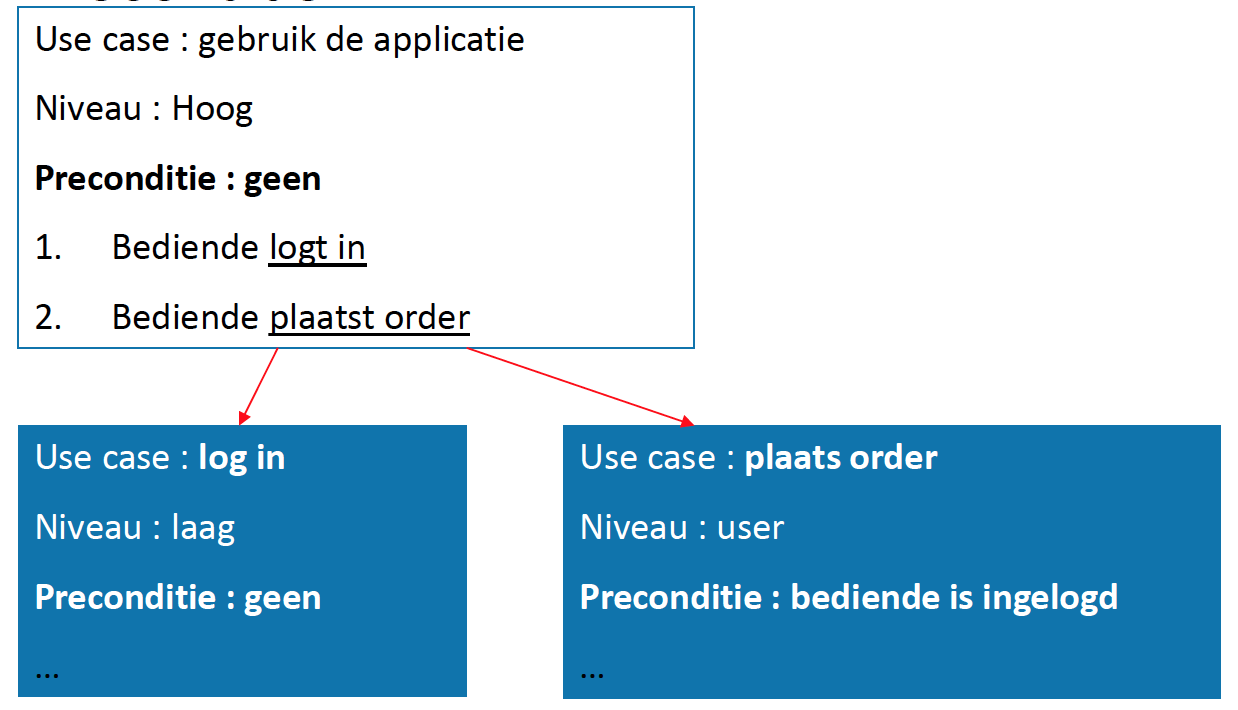 Use case : gebruik de applicatie
Niveau : Hoog
Preconditie : geen
1. Bediende logt in
2. Bediende plaatst order
Use case : log in
Niveau : laag
Preconditie : geen
...
Use case : plaats order
Niveau : user
Preconditie : bediende is ingelogd
...